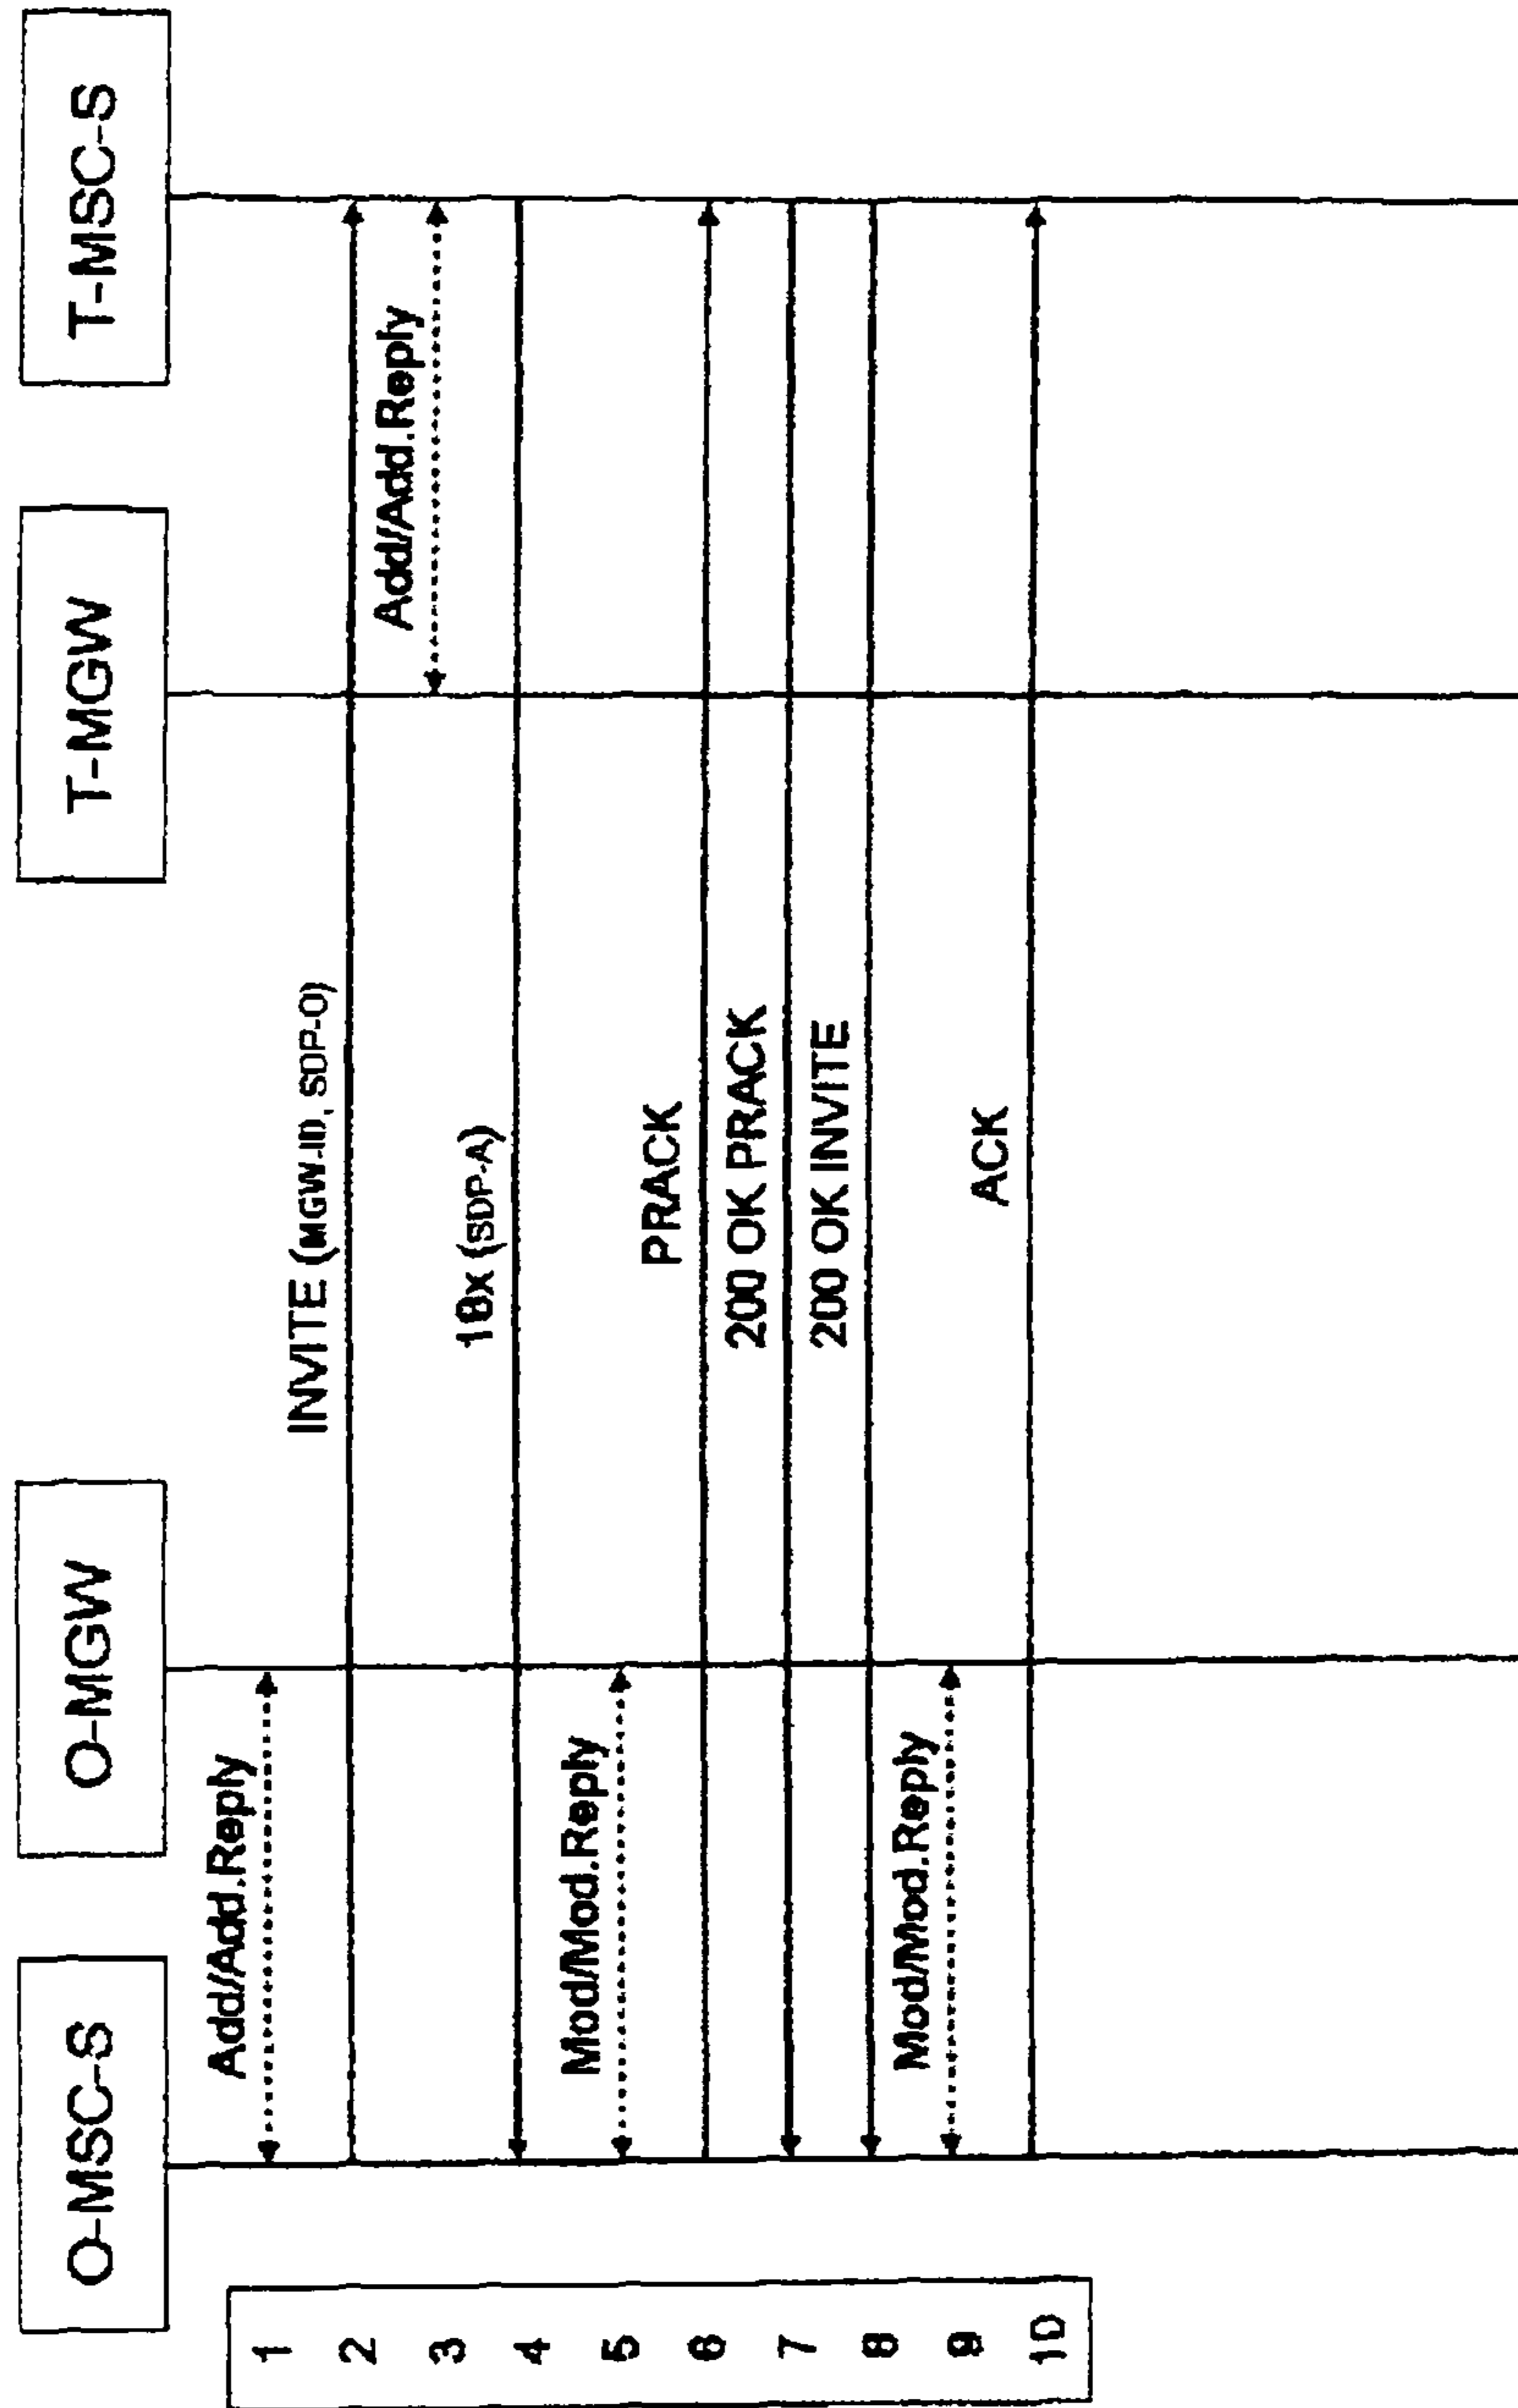 O-MSC-S
O-MGW
T-MGW
T-MSC-S
1
Add/Add.Reply
2
INVITE (MGW-ID, SDP-O)
3
Add/Add.Reply
4
18x (SDP-A)
5
Mod/Mod.Reply
6
PRACK
7
200 OK PRACK
8
200 OK INVITE
9
Mod/Mod.Reply
10
ACK